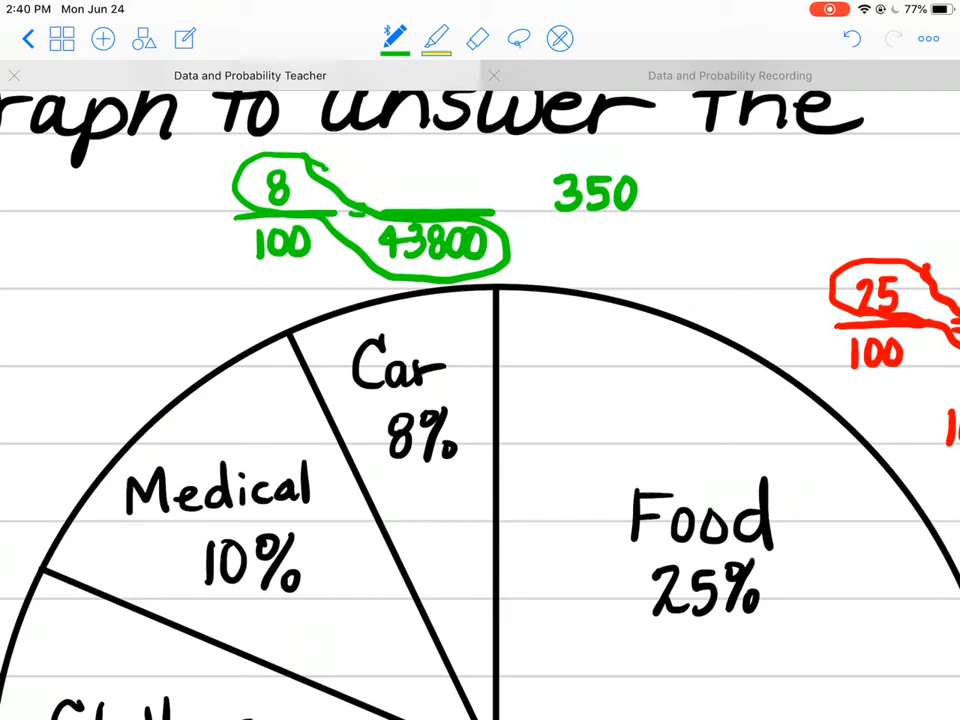 2:40 PM Mon Jun 24
77%
Data and Probability Teacher
Data and Probability Recording
raph to answer the
8
350
100
43800
25
100
Car
8%
Medical
10%
Food
25%